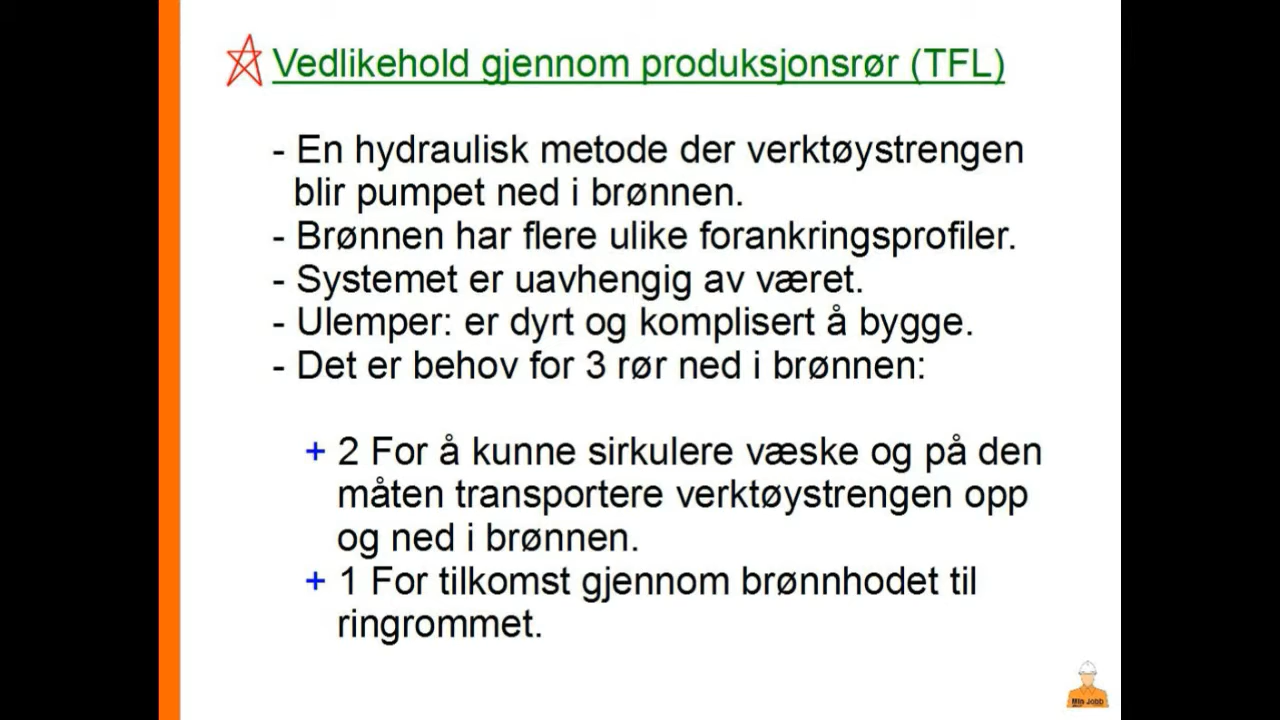 Vedlikehold gjennom produksjonsrør (TFL)
- En hydraulisk metode der verktøystrengen
blir pumpet ned i brønnen.
- Brønnen har flere ulike forankringsprofiler.
- Systemet er uavhengig av været.
- Ulemper: er dyrt og komplisert å bygge.
- Det er behov for 3 rør ned i brønnen:
+ 2 For å kunne sirkulere væske og på den
måten transportere verktøystrengen opp
og ned i brønnen.
+ 1 For tilkomst gjennom brønnhodet til
ringrommet.
Min Jobb